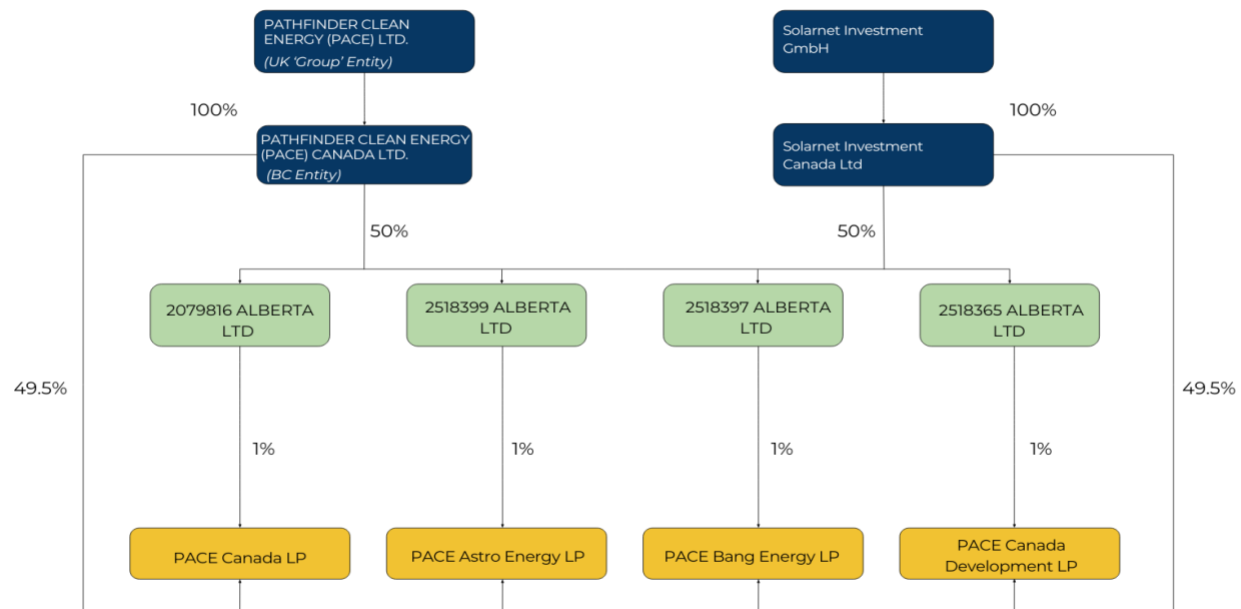 PATHFINDER CLEAN
ENERGY (PACE) LTD.
(UK ‘Group’ Entity)
Solarnet Investment
GmbH
100%
100%
PATHFINDER CLEAN ENERGY
(PACE) CANADA LTD.
(BC Entity)
Solarnet Investment
Canada Ltd
50%
50%
2079816 ALBERTA
LTD
2518399 ALBERTA
LTD
2518397 ALBERTA
LTD
2518365 ALBERTA
LTD
49.5%
49.5%
1%
1%
1%
1%
PACE Canada LP
PACE Astro Energy LP
PACE Bang Energy LP
PACE Canada
Development LP